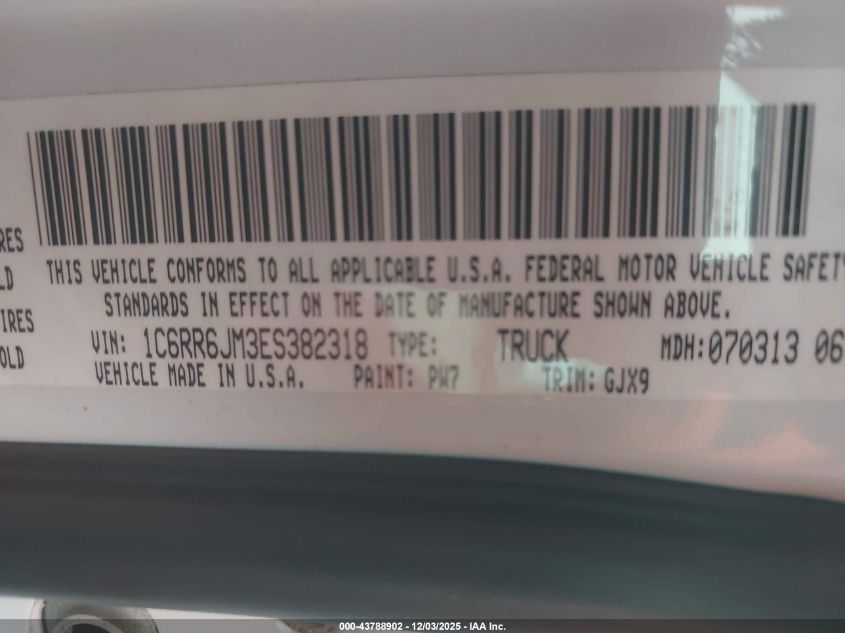 RES
LD
IRES
OLD
THIS VEHICLE CONFORMS TO ALL APPLICABLE U.S.A. FEDERAL MOTOR VEHICLE SAFETY
STANDARDS IN EFFECT ON THE DATE OF MANUFACTURE SHOWN ABOVE.
VIN: 1C6RR6JM3ES382318 TYPE: TRUCK MDH:070313 06
VEHICLE MADE IN U.S.A. PAINT: PW7 TRIM: GJX9
000-43788902 - 12/03/2025 - IAA Inc.